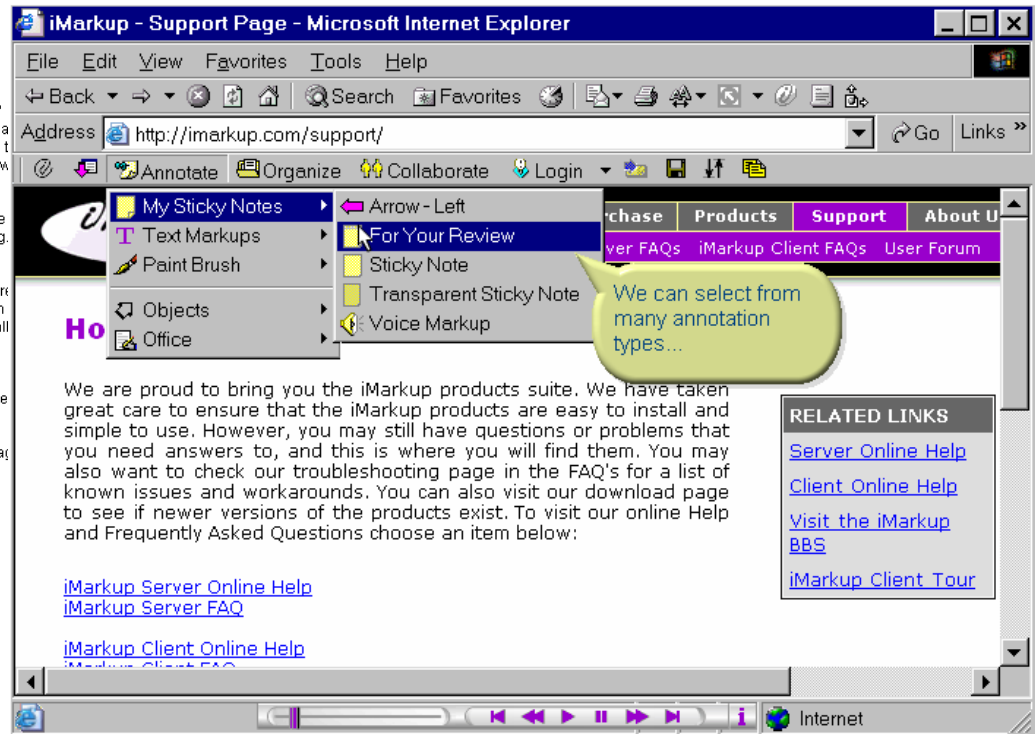 iMarkup - Support Page - Microsoft Internet Explorer
File Edit View Favorites Tools Help
Back Search Favorites
Address http://imarkup.com/support/ Go Links »
Annotate Organize Collaborate Login
My Sticky Notes
Text Markups
Paint Brush
Objects
Office
Arrow - Left
For Your Review
Sticky Note
Transparent Sticky Note
Voice Markup
rchase Products Support About U
ver FAQs iMarkup Client FAQs User Forum
We can select from
many annotation
types...
Ho
We are proud to bring you the iMarkup products suite. We have taken
great care to ensure that the iMarkup products are easy to install and
simple to use. However, you may still have questions or problems that
you need answers to, and this is where you will find them. You may
also want to check our troubleshooting page in the FAQ's for a list of
known issues and workarounds. You can also visit our download page
to see if newer versions of the products exist. To visit our online Help
and Frequently Asked Questions choose an item below:
iMarkup Server Online Help
iMarkup Server FAQ
iMarkup Client Online Help
iMarkup Client FAQ
RELATED LINKS
Server Online Help
Client Online Help
Visit the iMarkup
BBS
iMarkup Client Tour
Internet